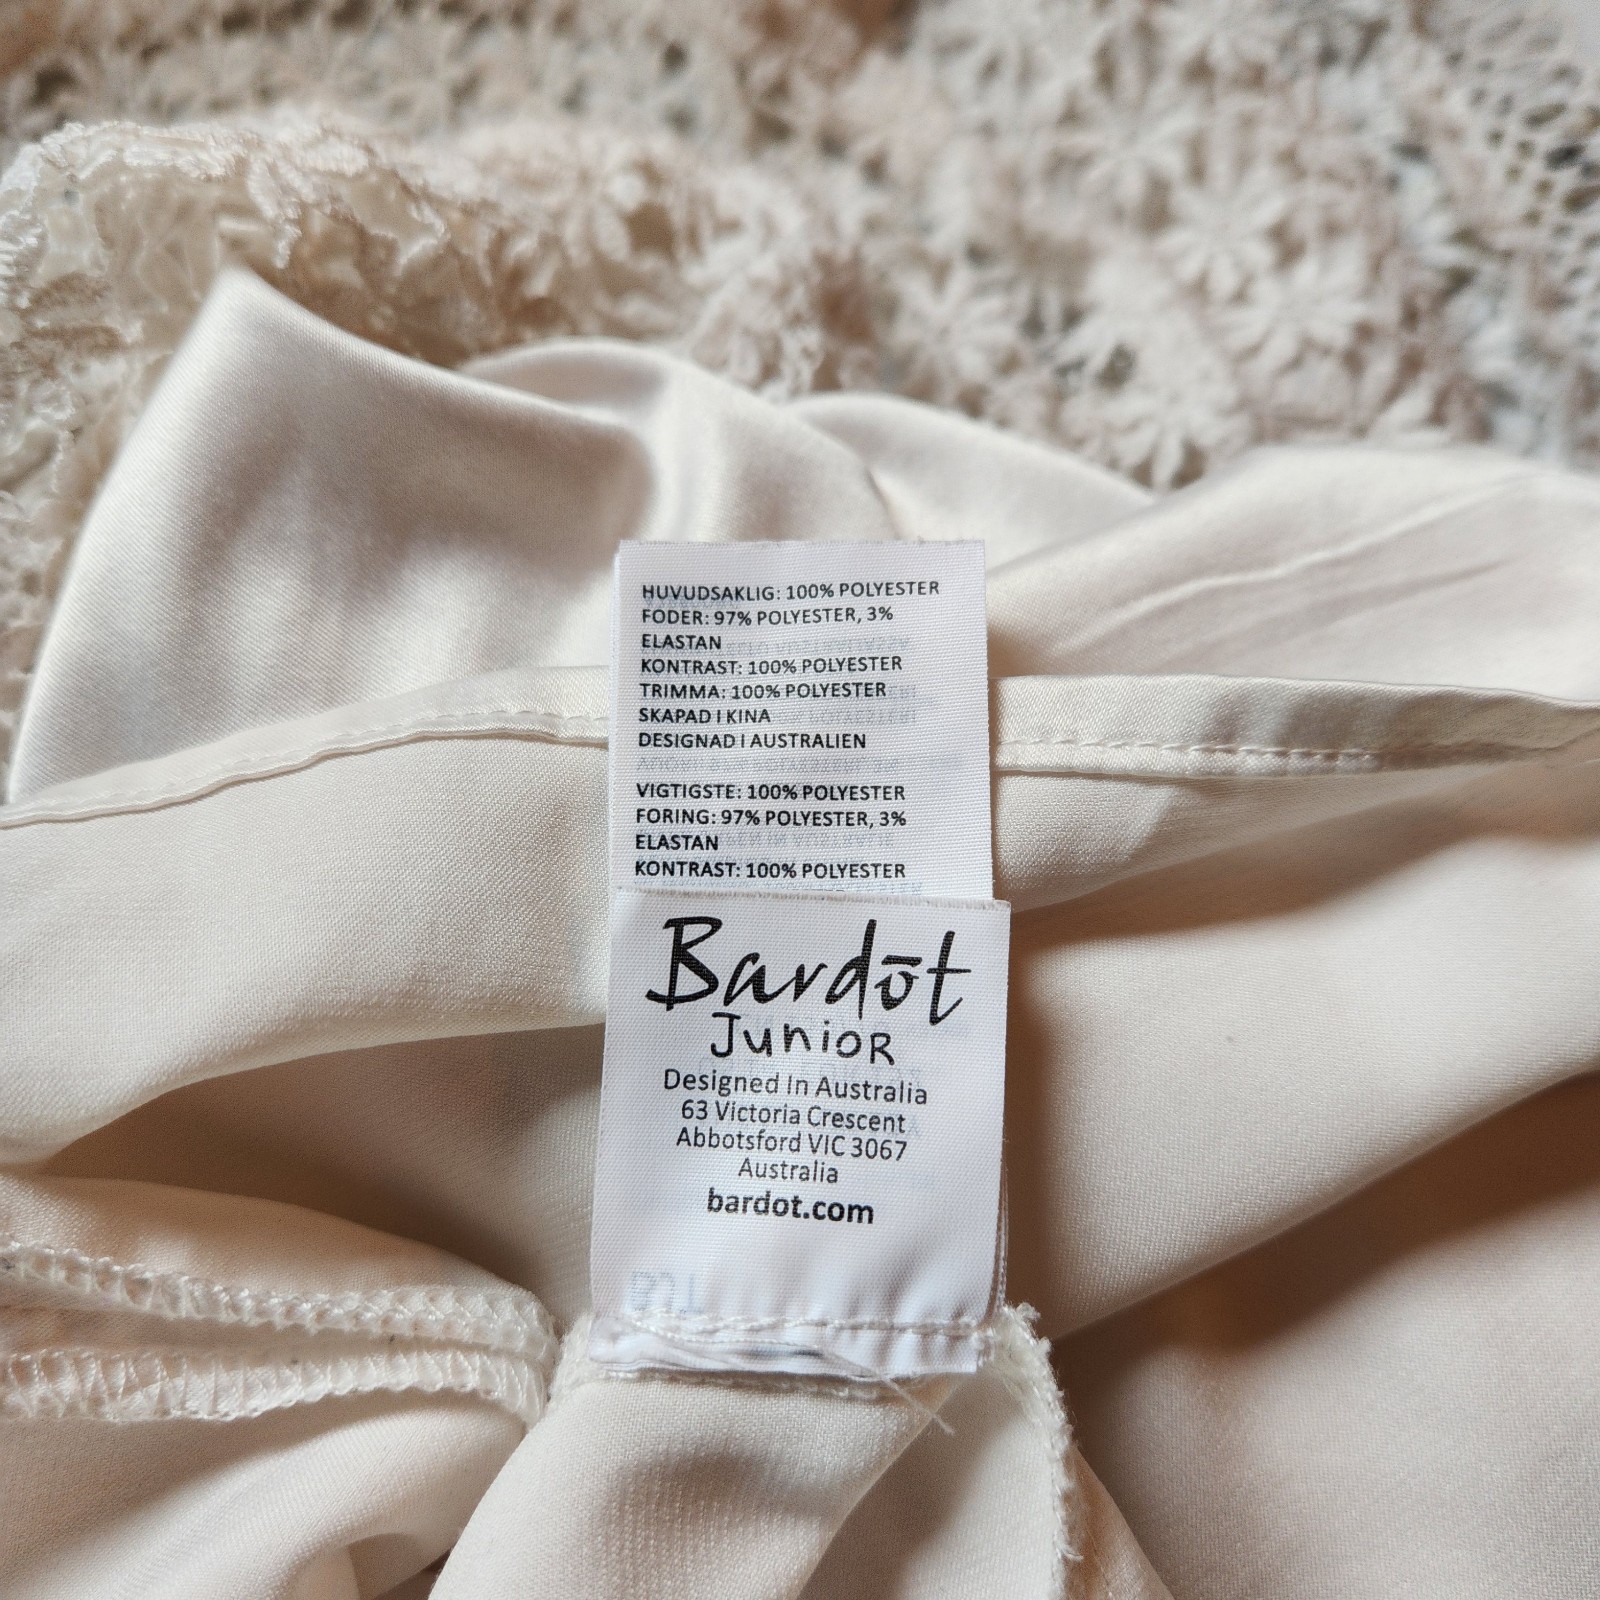 HUVUDSAKLIG: 100% POLYESTER
FODER: 97% POLYESTER, 3%
ELASTAN
KONTRAST: 100% POLYESTER
TRIMMA: 100% POLYESTER
SKAPAD I KINA
DESIGNAD I AUSTRALIEN
VIGTIGSTE: 100% POLYESTER
FORING: 97% POLYESTER, 3%
ELASTAN
KONTRAST: 100% POLYESTER
Bardōt
Junior
Designed In Australia
63 Victoria Crescent
Abbotsford VIC 3067
Australia
bardot.com